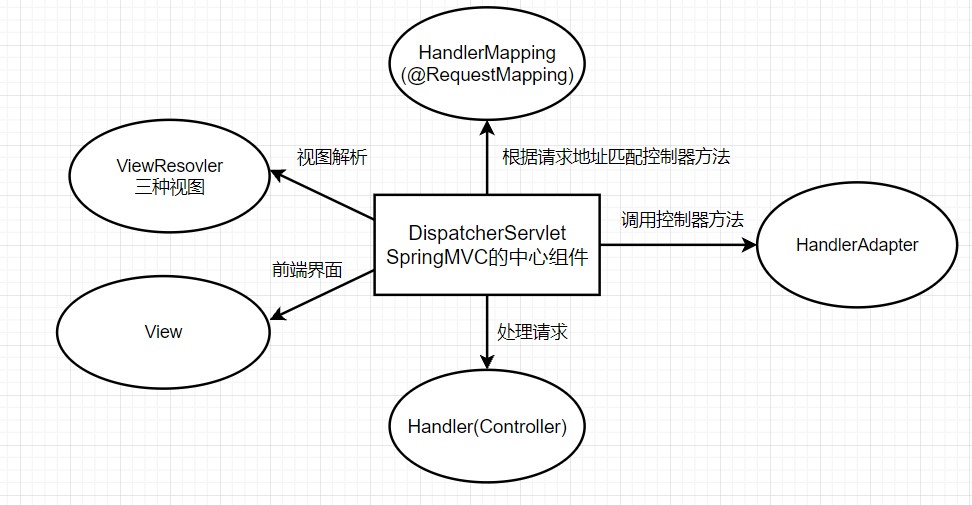 HandlerMapping
(@RequestMapping)
视图解析
根据请求地址匹配控制器方法
ViewResovler
三种视图
调用控制器方法
DispatcherServlet
SpringMVC的中心组件
HandlerAdapter
前端界面
View
处理请求
Handler(Controller)